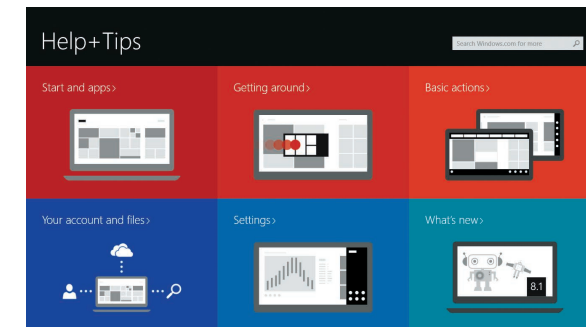 Help+Tips
Search Windows.com for more
Start and apps›
Getting around›
Basic actions›
Your account and files›
Settings›
What's new›
8.1